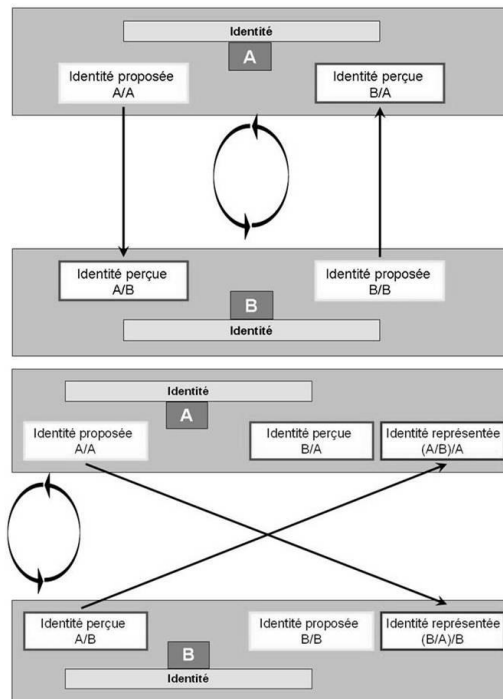 Identité
A
Identité proposée
A/A
Identité perçue
B/A
Identité perçue
A/B
Identité proposée
B/B
B
Identité
Identité
A
Identité proposée
A/A
Identité perçue
B/A
Identité représentée
(A/B)/A
Identité perçue
A/B
Identité proposée
B/B
Identité représentée
(B/A)/B
B
Identité